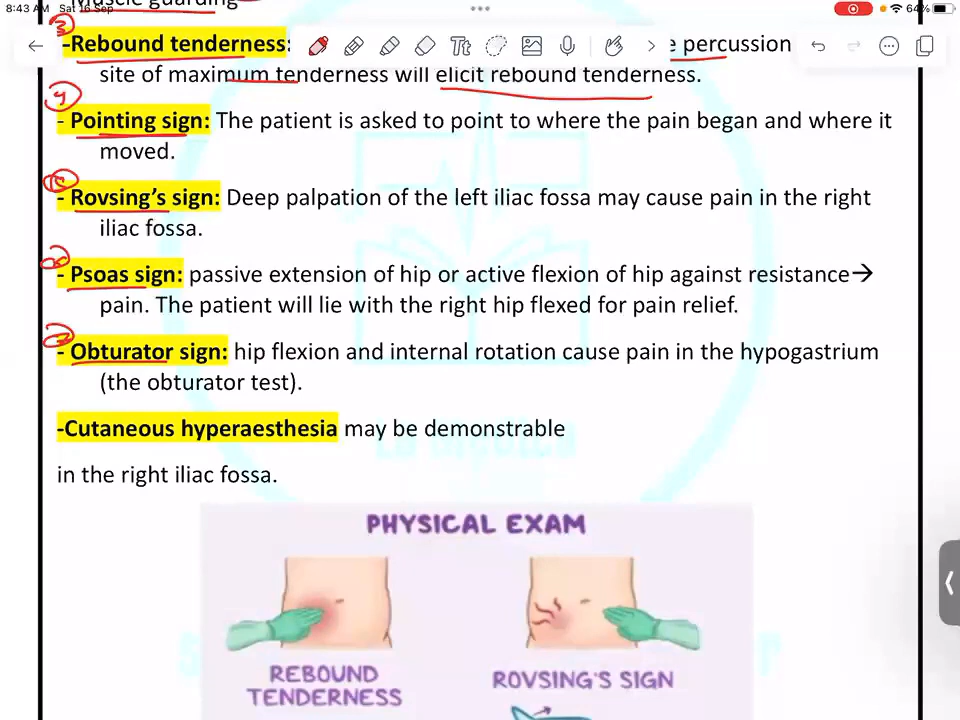 8:43 AM Sat 16 Sep
64%
Muscle guarding
-Rebound tenderness: e percussion
site of maximum tenderness will elicit rebound tenderness.
- Pointing sign: The patient is asked to point to where the pain began and where it
moved.
- Rovsing’s sign: Deep palpation of the left iliac fossa may cause pain in the right
iliac fossa.
- Psoas sign: passive extension of hip or active flexion of hip against resistance→
pain. The patient will lie with the right hip flexed for pain relief.
- Obturator sign: hip flexion and internal rotation cause pain in the hypogastrium
(the obturator test).
-Cutaneous hyperaesthesia may be demonstrable
in the right iliac fossa.
PHYSICAL EXAM
REBOUND
TENDERNESS
ROVSING'S SIGN